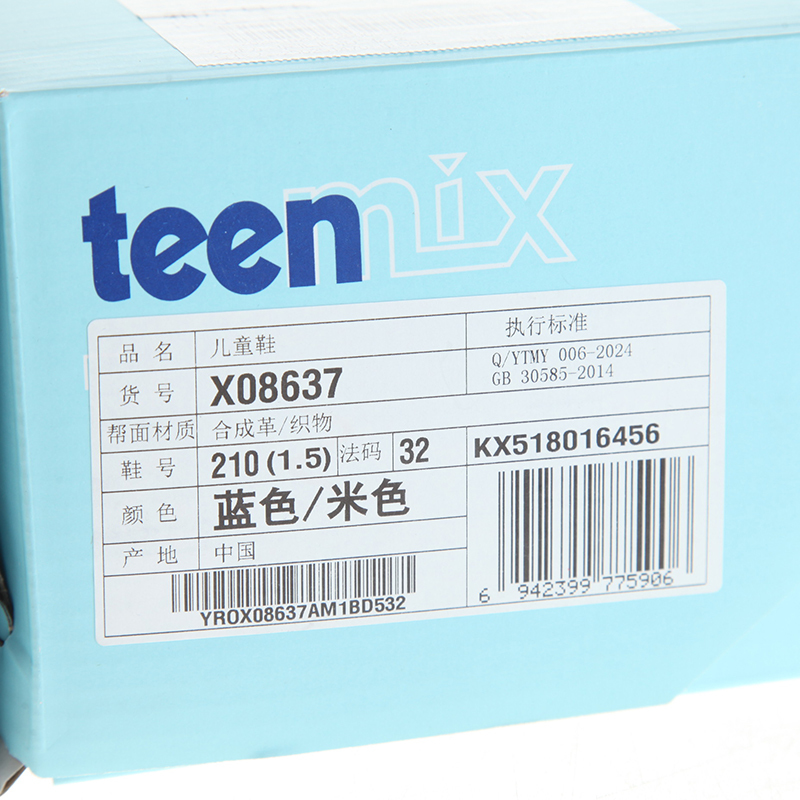 teenmix
品名 儿童鞋
执行标准
货号 X08637
Q/YTMY 006-2024
GB 30585-2014
帮面材质 合成革/织物
鞋号 210(1.5) 法码 32
KX518016456
颜色 蓝色/米色
产地 中国
YROX08637AM1BD532
6 942399 775906